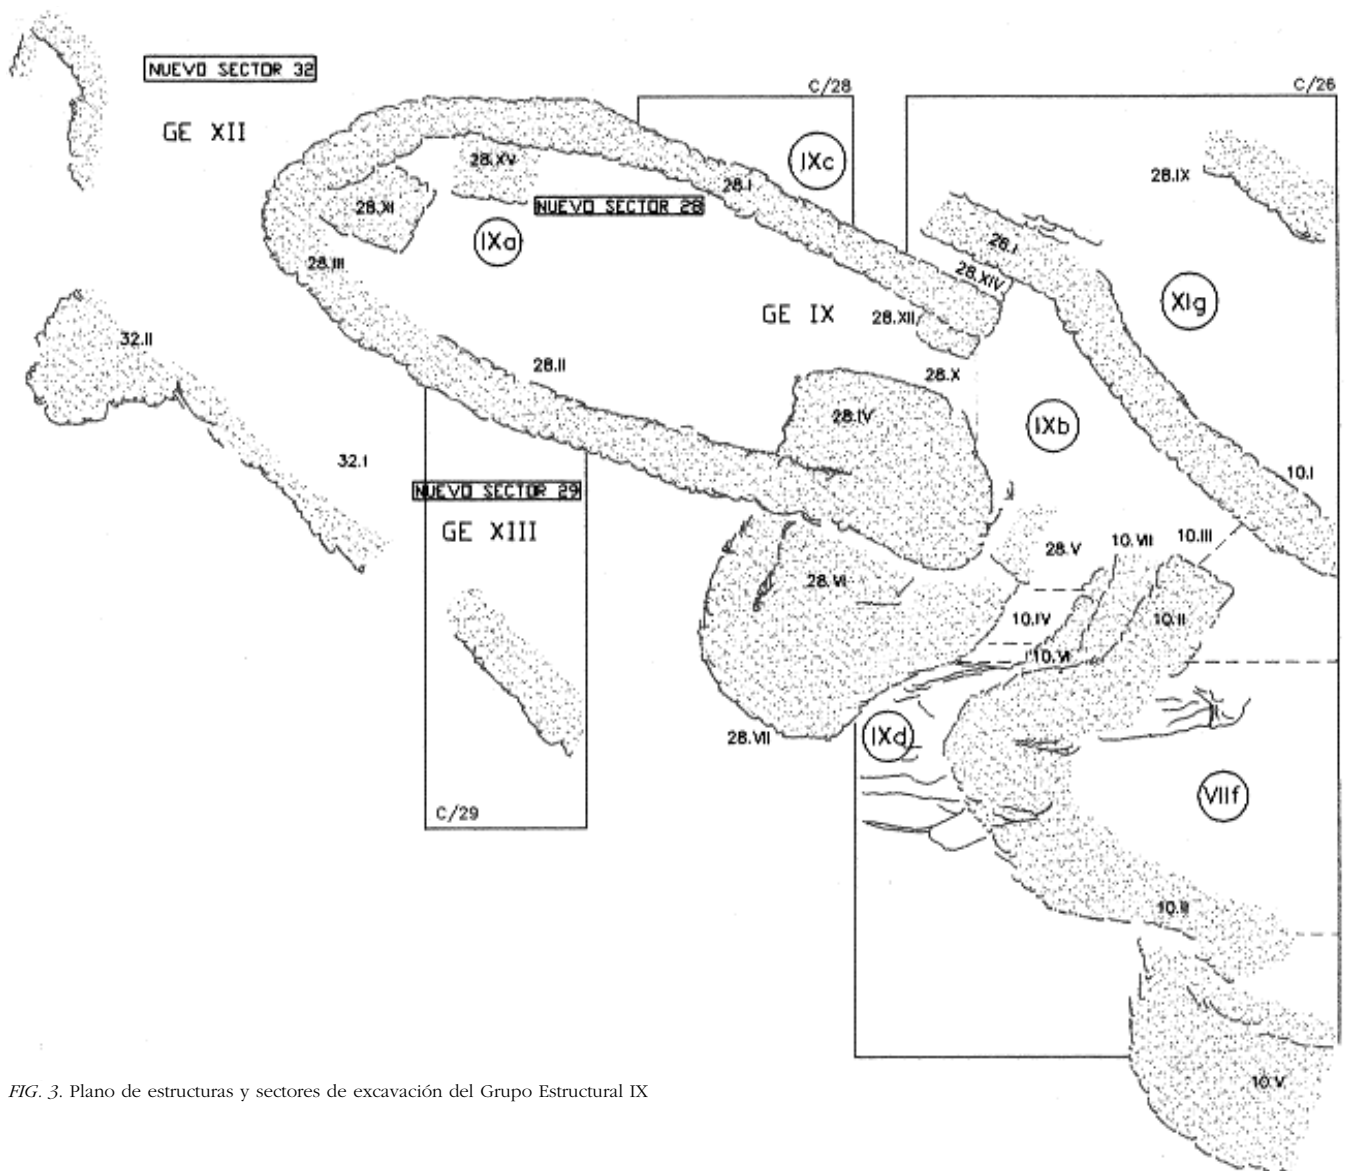 NUEVO SECTOR 32
C/28
C/26
GE XII
28.XV
IXc
28.IX
28.I
28.XI
NUEVO SECTOR 28
IXa
28.I
28.III
28.XIV
XIg
GE IX
28.XII
32.II
28.II
28.X
28.IV
IXb
32.I
10.I
NUEVO SECTOR 29
GE XIII
28.V
10.VII
10.III
28.VI
10.IV
10.II
10.VI
28.VII
IXd
VIIf
C/29
10.II
10.V
FIG. 3. Plano de estructuras y sectores de excavación del Grupo Estructural IX